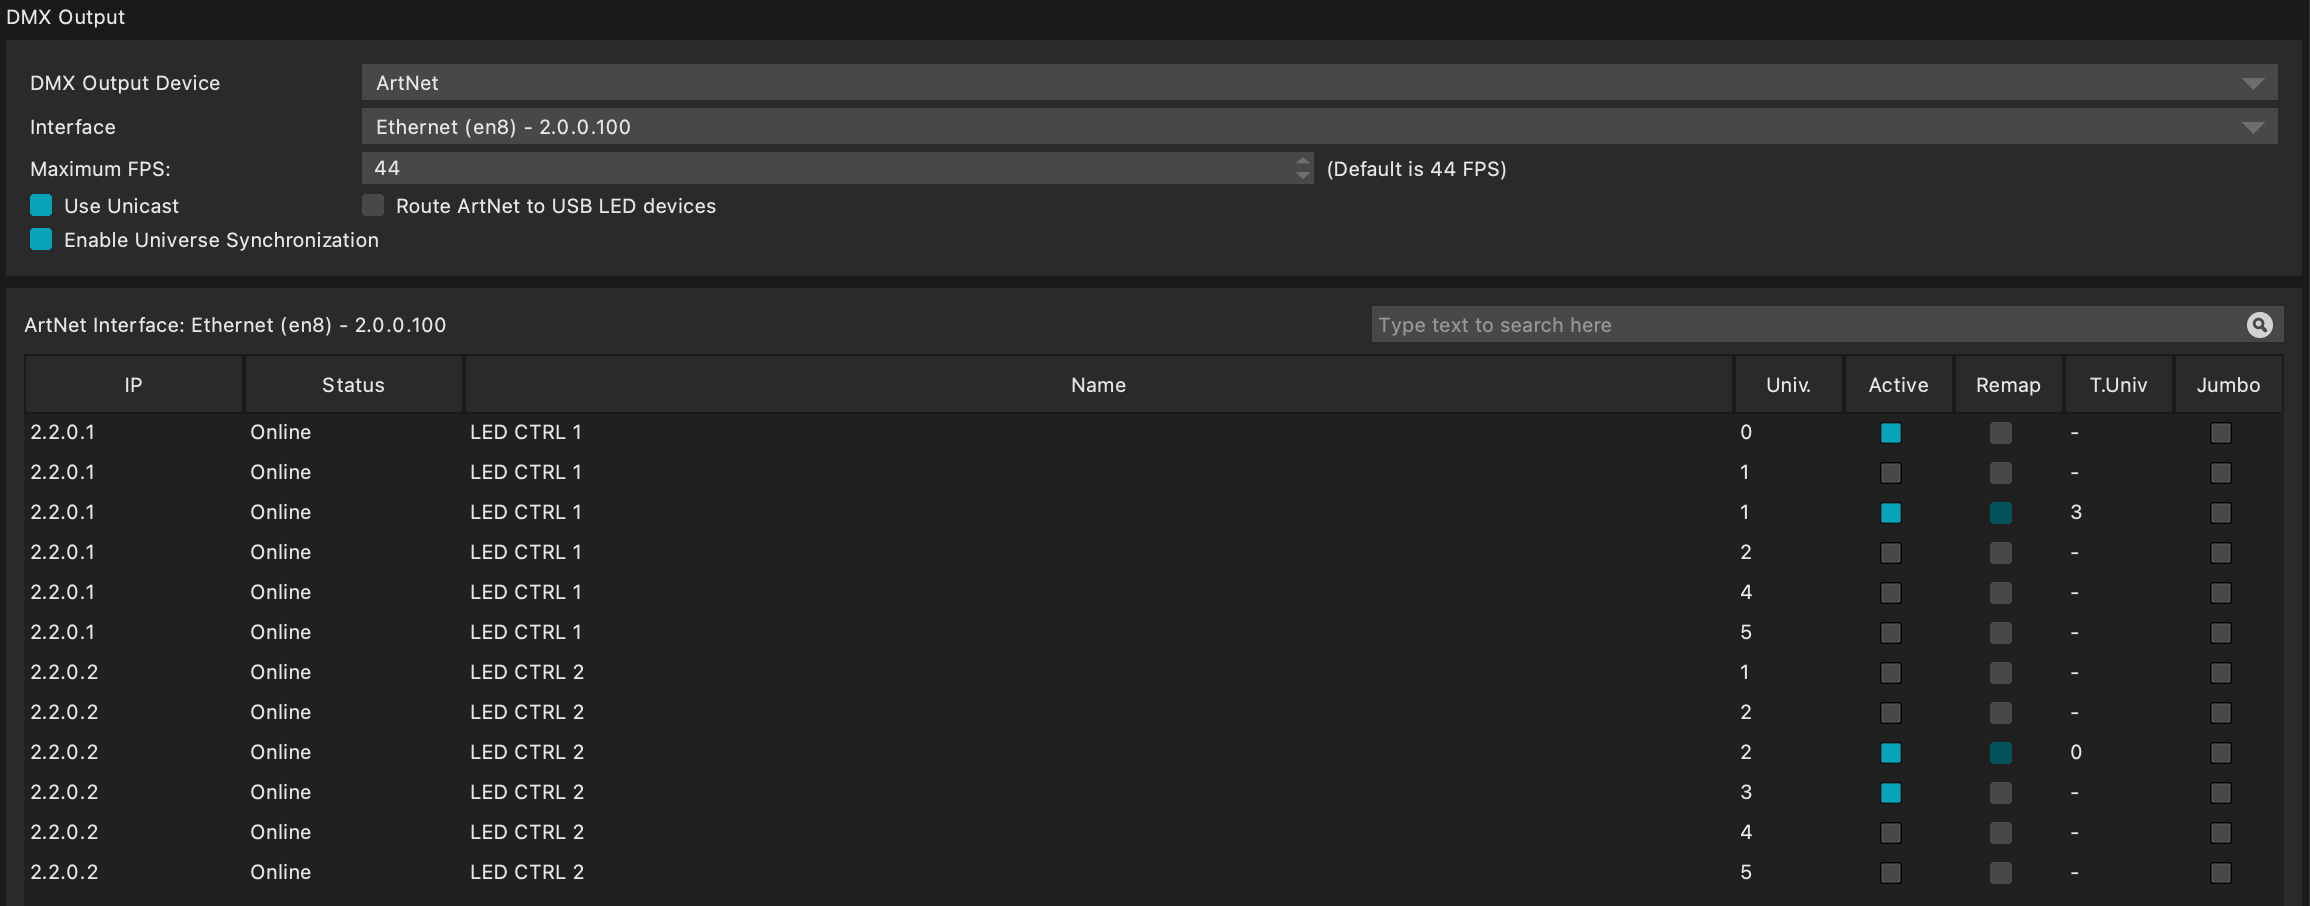 DMX Output
DMX Output Device ArtNet
Interface Ethernet (en8) - 2.0.0.100
Maximum FPS: 44 (Default is 44 FPS)
Use Unicast Route ArtNet to USB LED devices
Enable Universe Synchronization
ArtNet Interface: Ethernet (en8) - 2.0.0.100 Type text to search here
IP Status Name Univ. Active Remap T.Univ Jumbo
2.2.0.1 Online LED CTRL 1 0 -
2.2.0.1 Online LED CTRL 1 1 -
2.2.0.1 Online LED CTRL 1 1 3
2.2.0.1 Online LED CTRL 1 2 -
2.2.0.1 Online LED CTRL 1 4 -
2.2.0.1 Online LED CTRL 1 5 -
2.2.0.2 Online LED CTRL 2 1 -
2.2.0.2 Online LED CTRL 2 2 -
2.2.0.2 Online LED CTRL 2 2 0
2.2.0.2 Online LED CTRL 2 3 -
2.2.0.2 Online LED CTRL 2 4 -
2.2.0.2 Online LED CTRL 2 5 -